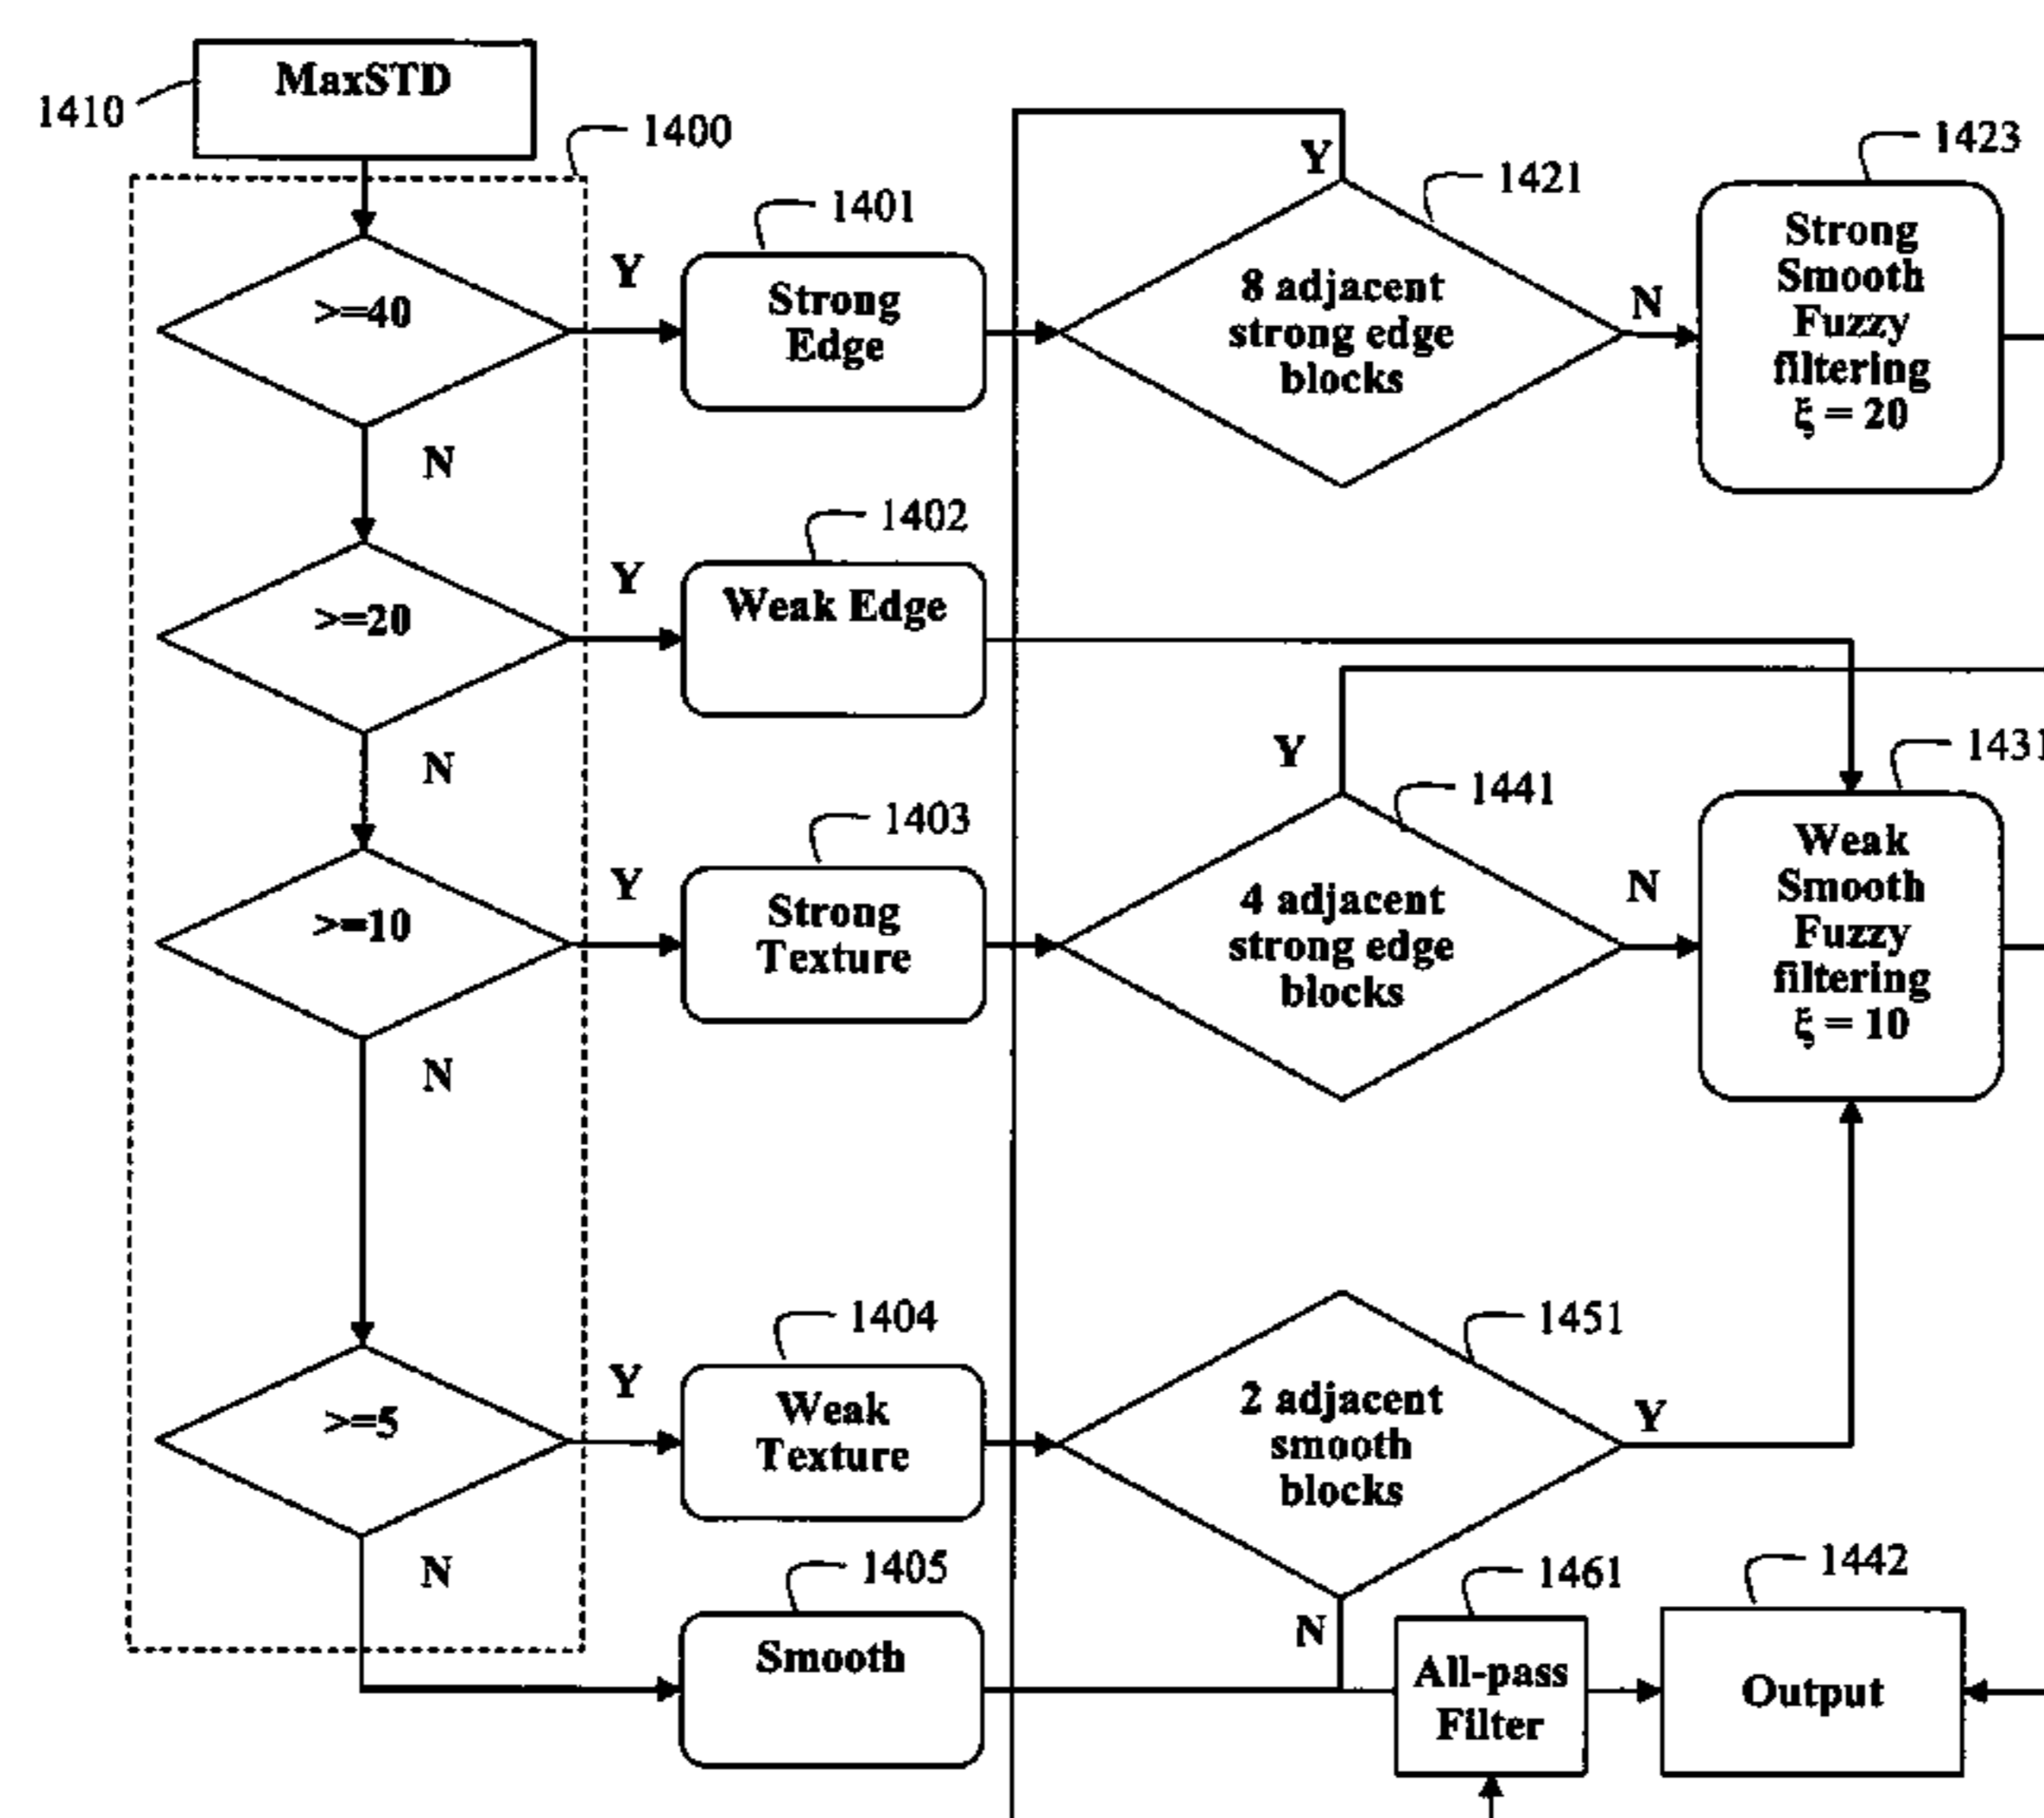 MaxSTD
1410
1400
>=40
Y
N
1401
Strong
Edge
Y
1421
8 adjacent
strong edge
blocks
N
1423
Strong
Smooth
Fuzzy
filtering
ξ = 20
>=20
Y
N
1402
Weak Edge
>=10
Y
N
1403
Strong
Texture
Y
1441
4 adjacent
strong edge
blocks
N
1431
Weak
Smooth
Fuzzy
filtering
ξ = 10
>=5
Y
N
1404
Weak
Texture
1451
2 adjacent
smooth
blocks
Y
N
1405
Smooth
1461
All-pass
Filter
1442
Output